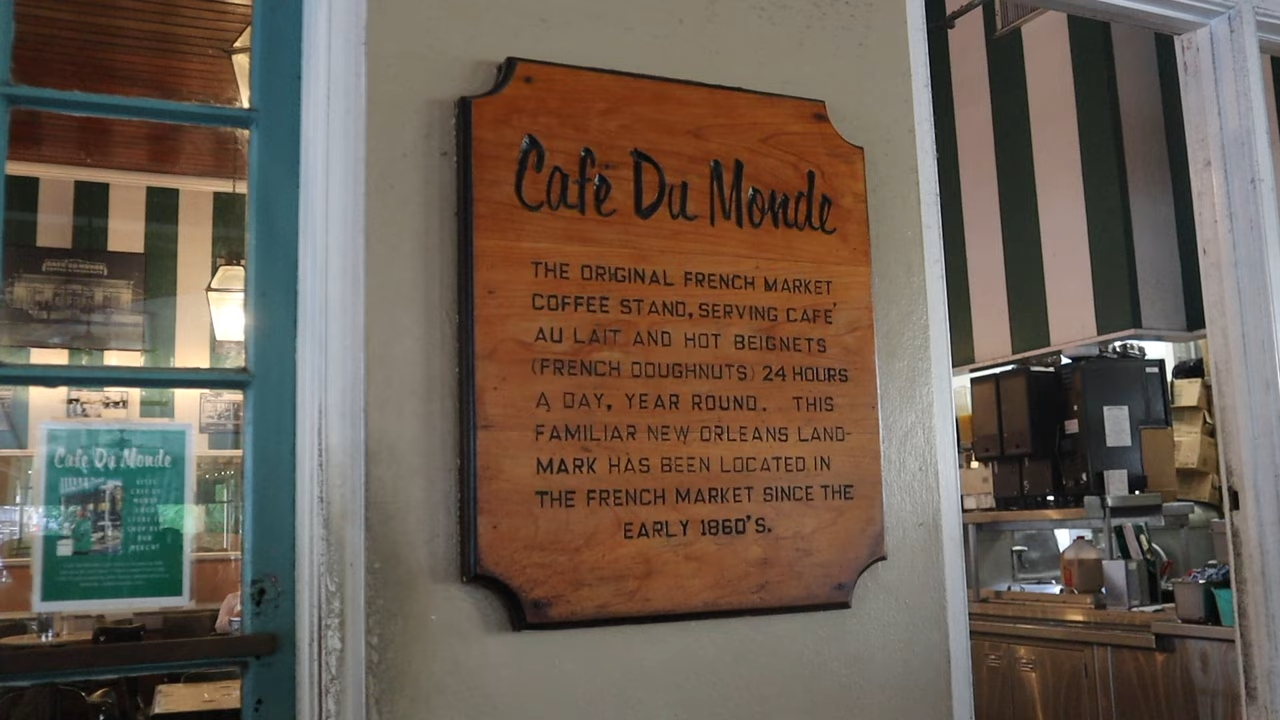 Café Du Monde
THE ORIGINAL FRENCH MARKET
COFFEE STAND, SERVING CAFE'
AU LAIT AND HOT BEIGNETS
(FRENCH DOUGHNUTS) 24 HOURS
A DAY, YEAR ROUND. THIS
FAMILIAR NEW ORLEANS LAND-
MARK HAS BEEN LOCATED IN
THE FRENCH MARKET SINCE THE
EARLY 1860'S.
Cafe Du Monde